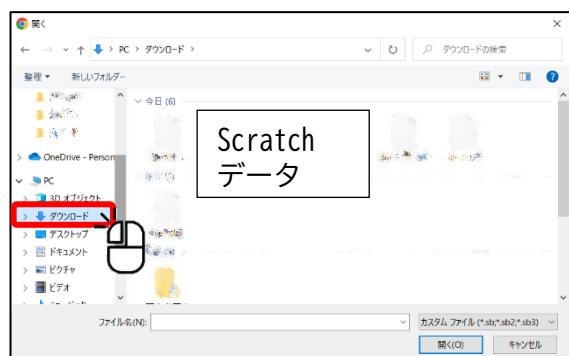 開く
PC > ダウンロード >
ダウンロードの検索
整理 新しいフォルダー
今日 (6)
Scratch
データ
OneDrive - Person
PC
3D オブジェクト
ダウンロード
デスクトップ
ドキュメント
ピクチャ
ビデオ
ファイル名(N):
カスタム ファイル (*.sb;*.sb2;*.sb3)
開く(O) キャンセル